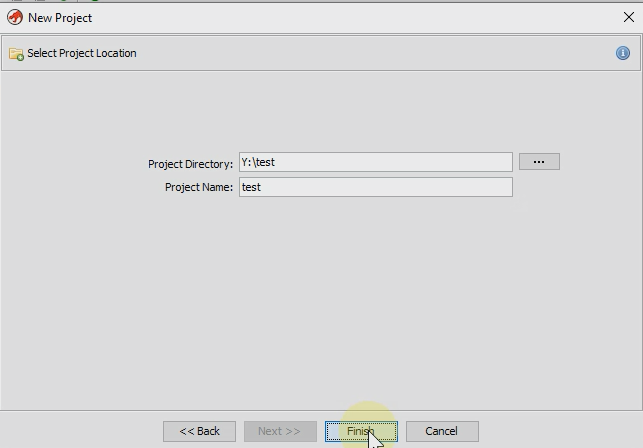 New Project
Select Project Location
Project Directory: Y:\test ...
Project Name: test
<< Back Next >> Finish Cancel